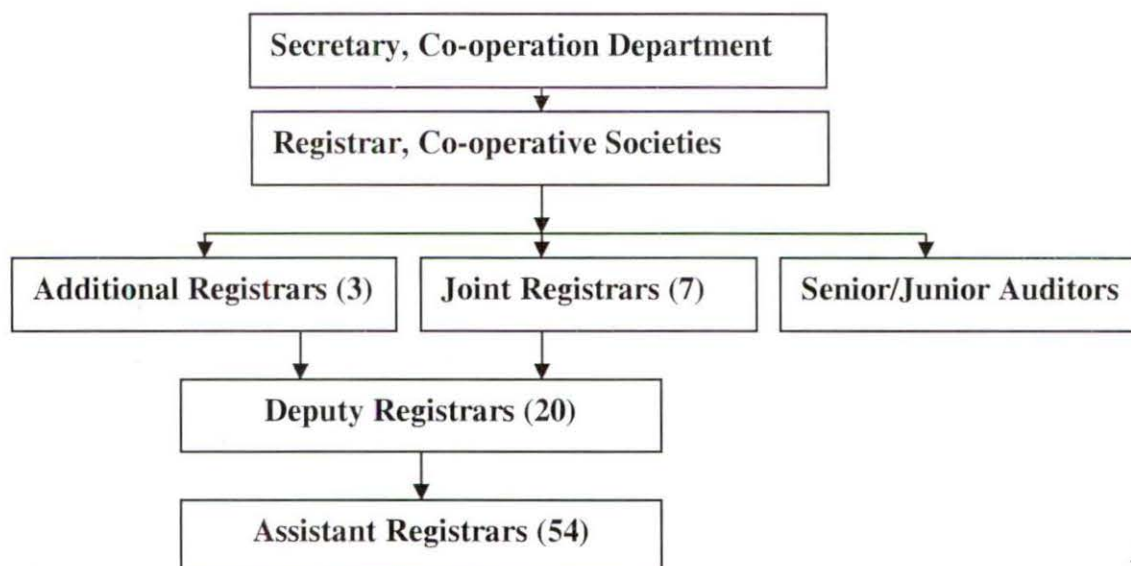 Secretary, Co-operation Department
Registrar, Co-operative Societies
Additional Registrars (3)
Joint Registrars (7)
Senior/Junior Auditors
Deputy Registrars (20)
Assistant Registrars (54)